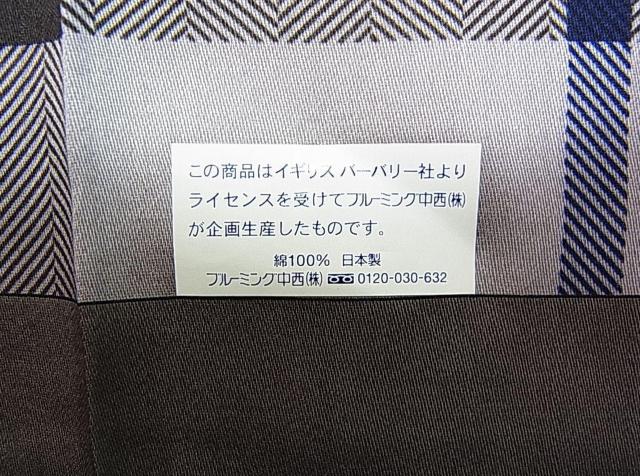 この商品はイギリス バーバリー社より
ライセンスを受けてブルーミング中西㈱
が企画生産したものです。
綿100% 日本製
ブルーミング中西㈱ 0120-030-632